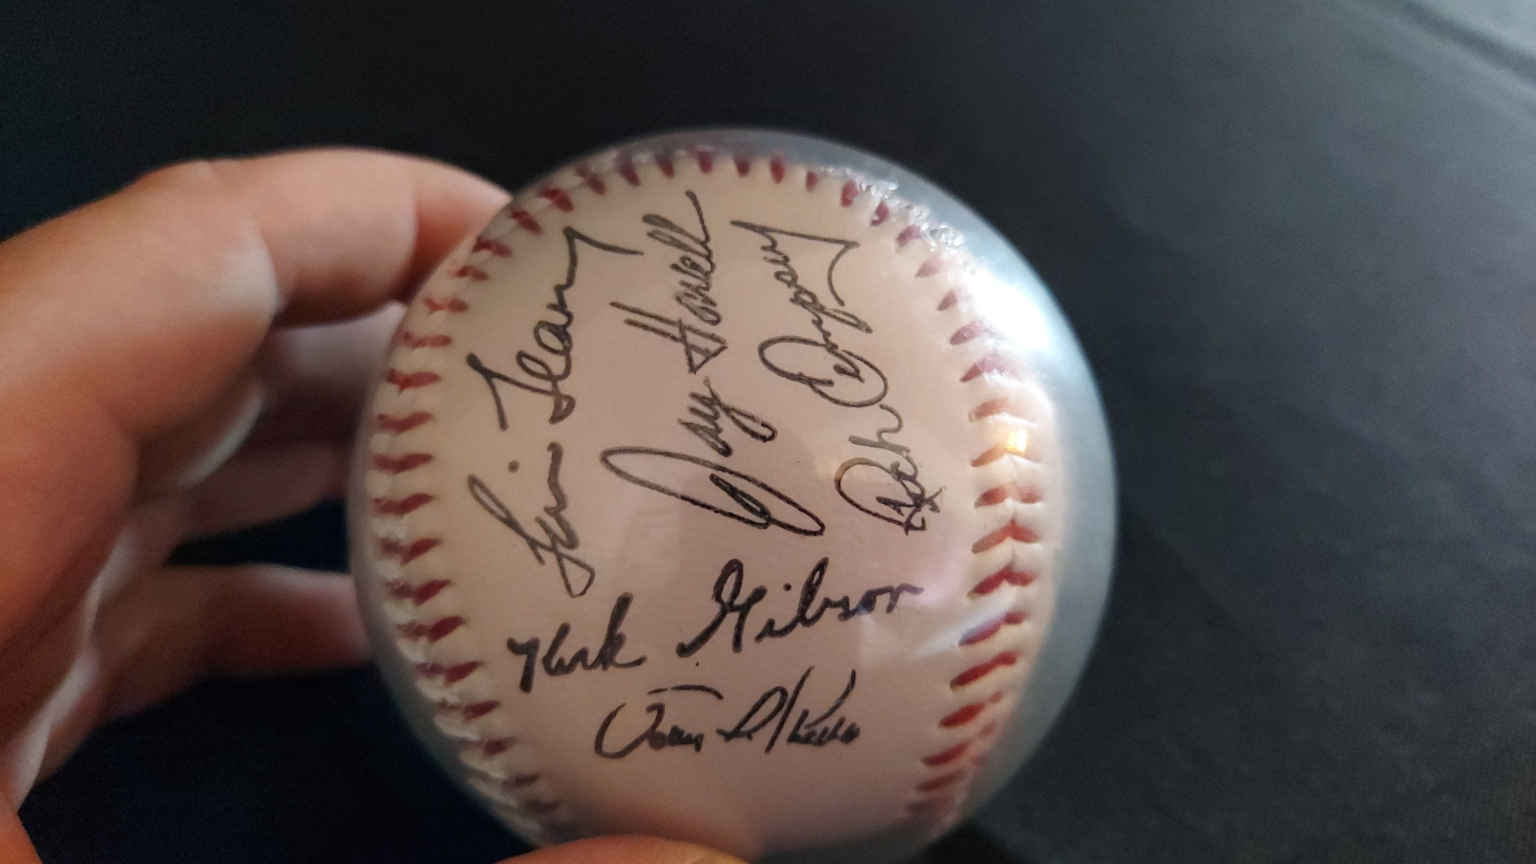 Tim Leary
Jay Howell
Rick Dempsey
Kirk Gibson